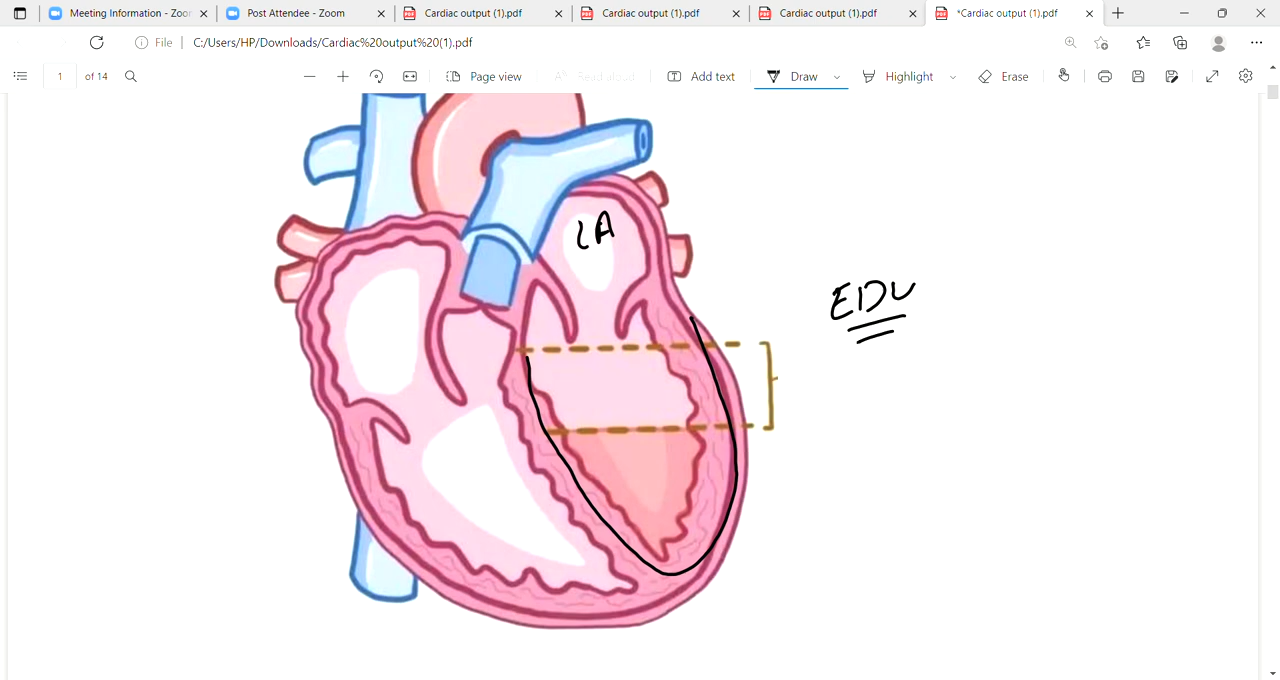 Meeting Information - Zoor
Post Attendee - Zoom
Cardiac output (1).pdf
Cardiac output (1).pdf
Cardiac output (1).pdf
*Cardiac output (1).pdf
File
C:/Users/HP/Downloads/Cardiac%20output%20(1).pdf
1 of 14
Page view
Read aloud
Add text
Draw
Highlight
Erase
LA
EDV